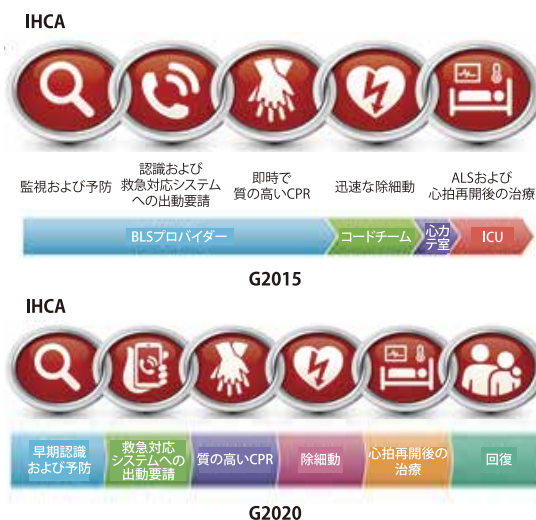 IHCA
監視および予防
認識および
救急対応システム
への出動要請
即時で
質の高いCPR
迅速な除細動
ALSおよび
心拍再開後の治療
BLSプロバイダー
コードチーム
心カ
テ室
ICU
G2015
IHCA
早期認識
および予防
救急対応
システムへの
出動要請
質の高いCPR
除細動
心拍再開後の
治療
回復
G2020